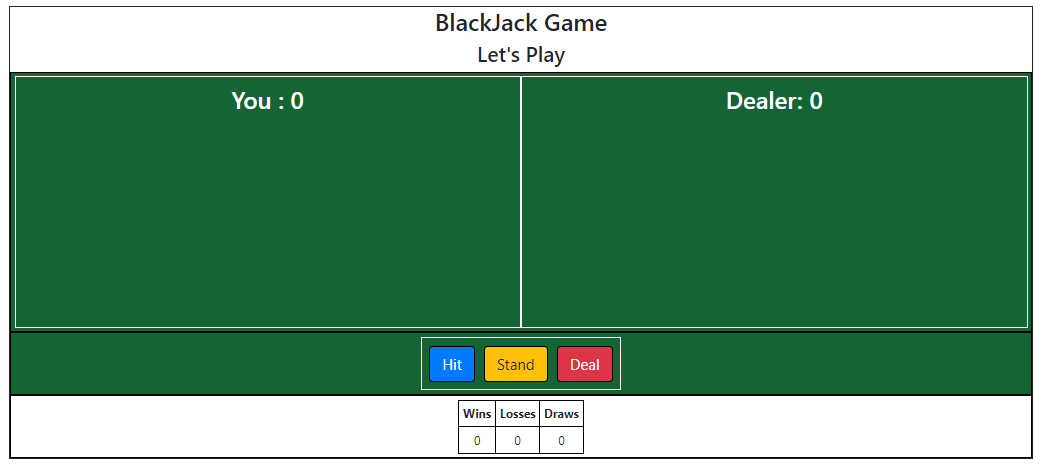 BlackJack Game
Let's Play
You : 0 Dealer: 0
Hit Stand Deal
Wins Losses Draws
0 0 0